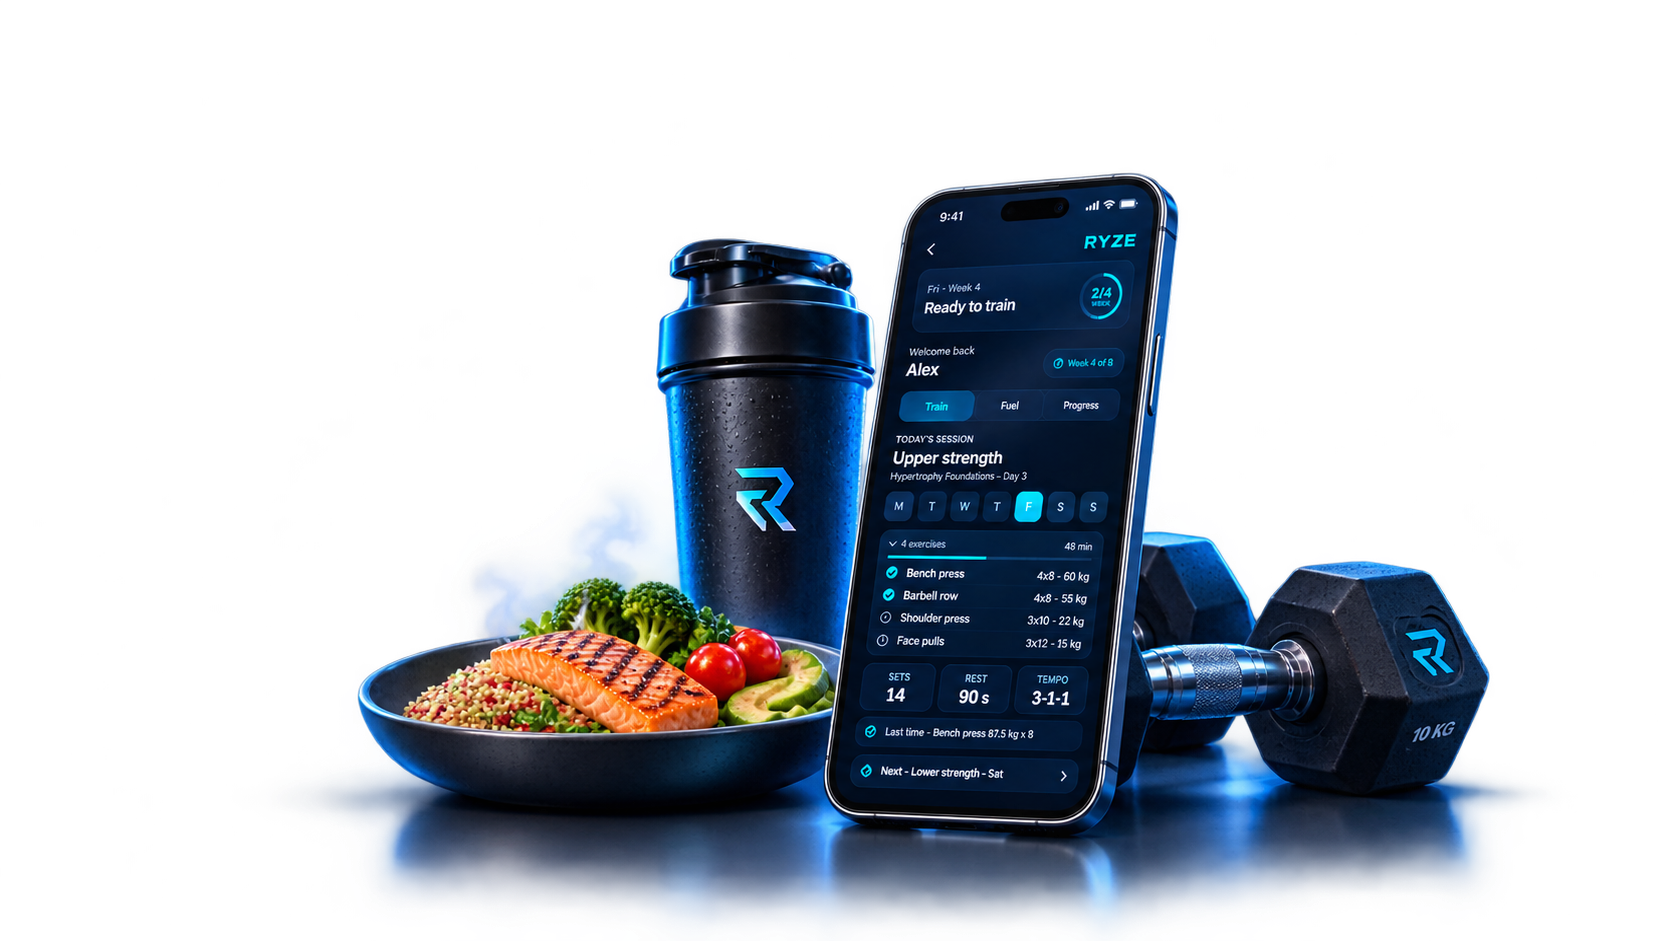 9:41
RYZE
Fri - Week 4
Ready to train
2/4
WEEK
Welcome back
Alex
Week 4 of 8
Train Fuel Progress
TODAY'S SESSION
Upper strength
Hypertrophy Foundations – Day 3
M T W T F S S
4 exercises 48 min
Bench press 4x8 - 60 kg
Barbell row 4x8 - 55 kg
Shoulder press 3x10 - 22 kg
Face pulls 3x12 - 15 kg
SETS REST TEMPO
14 90 s 3-1-1
Last time - Bench press 87.5 kg x 8
Next - Lower strength - Sat
R
R
10 KG